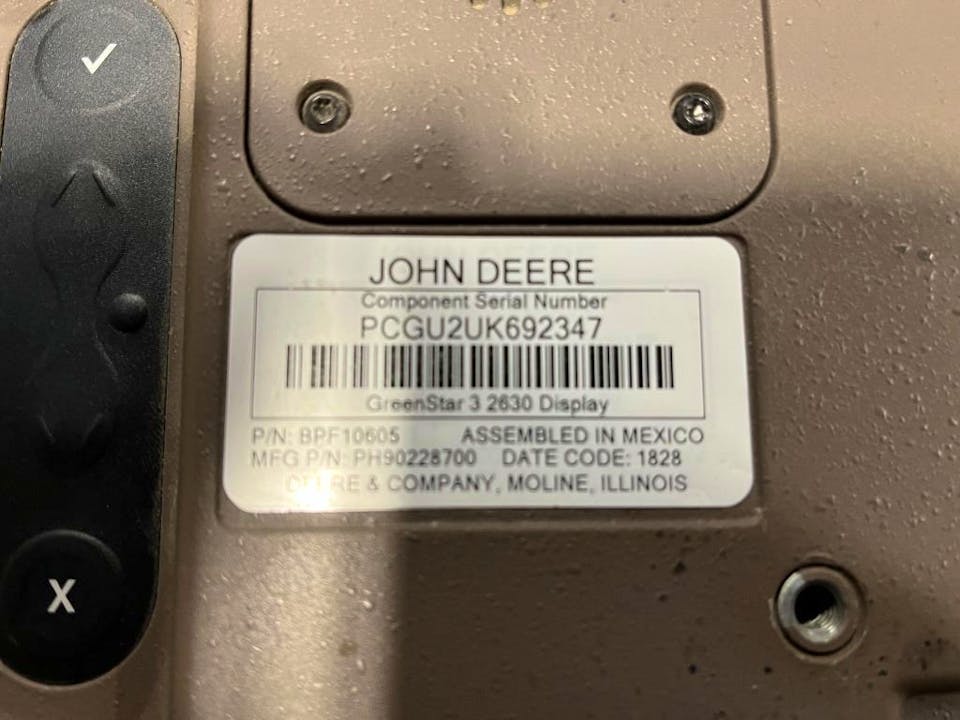 JOHN DEERE
Component Serial Number
PCGU2UK692347
GreenStar 3 2630 Display
P/N: BPF10605 ASSEMBLED IN MEXICO
MFG P/N: PH90228700 DATE CODE: 1828
DEERE & COMPANY, MOLINE, ILLINOIS
X